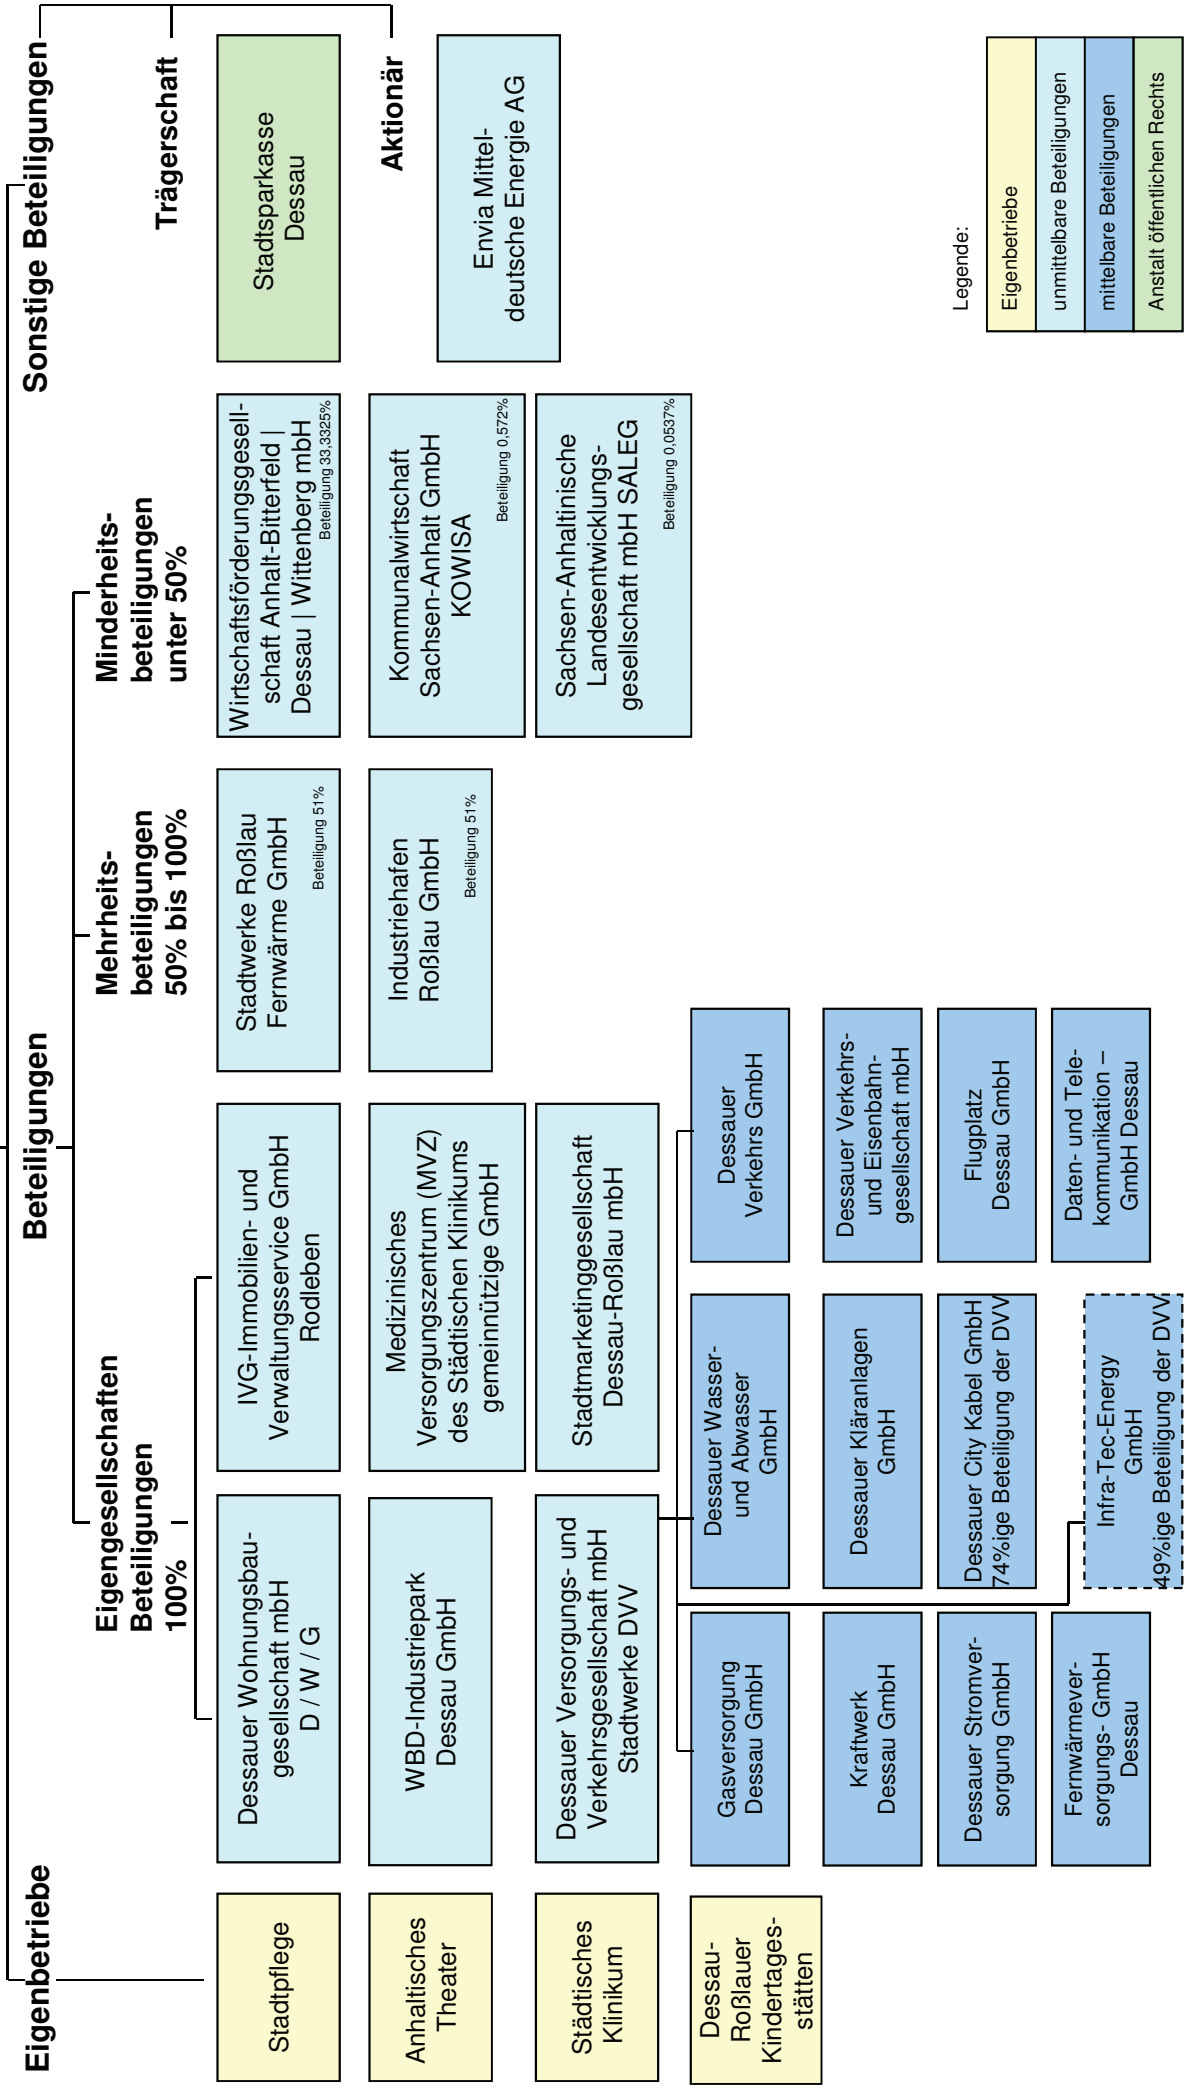 Eigenbetriebe
Beteiligungen
Sonstige Beteiligungen
Eigengesellschaften
Beteiligungen
100%
Mehrheits-
beteiligungen
50% bis 100%
Minderheits-
beteiligungen
unter 50%
Trägerschaft
Stadtpflege
Anhaltisches
Theater
Städtisches
Klinikum
Dessau-
Roßlauer
Kindertages-
stätten
Dessauer Wohnungsbau-
gesellschaft mbH
D / W / G
WBD-Industriepark
Dessau GmbH
Dessauer Versorgungs- und
Verkehrsgesellschaft mbH
Stadtwerke DVV
IVG-Immobilien- und
Verwaltungsservice GmbH
Rodleben
Medizinisches
Versorgungszentrum (MVZ)
des Städtischen Klinikums
gemeinnützige GmbH
Stadtmarketinggesellschaft
Dessau-Roßlau mbH
Gasversorgung
Dessau GmbH
Kraftwerk
Dessau GmbH
Dessauer Stromver-
sorgung GmbH
Fernwärmever-
sorgungs- GmbH
Dessau
Dessauer Wasser-
und Abwasser
GmbH
Dessauer Kläranlagen
GmbH
Dessauer City Kabel GmbH
74%ige Beteiligung der DVV
Infra-Tec-Energy
GmbH
49%ige Beteiligung der DVV
Dessauer
Verkehrs GmbH
Dessauer Verkehrs-
und Eisenbahn-
gesellschaft mbH
Flugplatz
Dessau GmbH
Daten- und Tele-
kommunikation –
GmbH Dessau
Stadtwerke Roßlau
Fernwärme GmbH
Beteiligung 51%
Industriehafen
Roßlau GmbH
Beteiligung 51%
Wirtschaftsförderungsgesell-
schaft Anhalt-Bitterfeld |
Dessau | Wittenberg mbH
Beteiligung 33,3325%
Kommunalwirtschaft
Sachsen-Anhalt GmbH
KOWISA
Beteiligung 0,572%
Sachsen-Anhaltinische
Landesentwicklungs-
gesellschaft mbH SALEG
Beteiligung 0,0537%
Stadtsparkasse
Dessau
Aktionär
Envia Mittel-
deutsche Energie AG
Legende:
Eigenbetriebe
unmittelbare Beteiligungen
mittelbare Beteiligungen
Anstalt öffentlichen Rechts